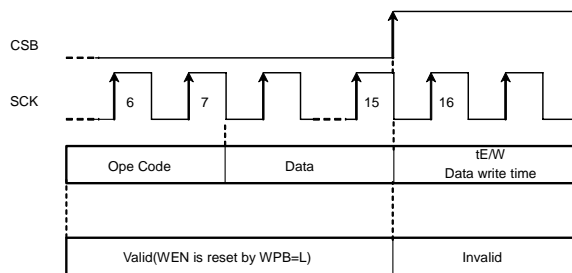 CSB
SCK
6
7
15
16
Ope Code
Data
tE/W
Data write time
Valid(WEN is reset by WPB=L)
Invalid